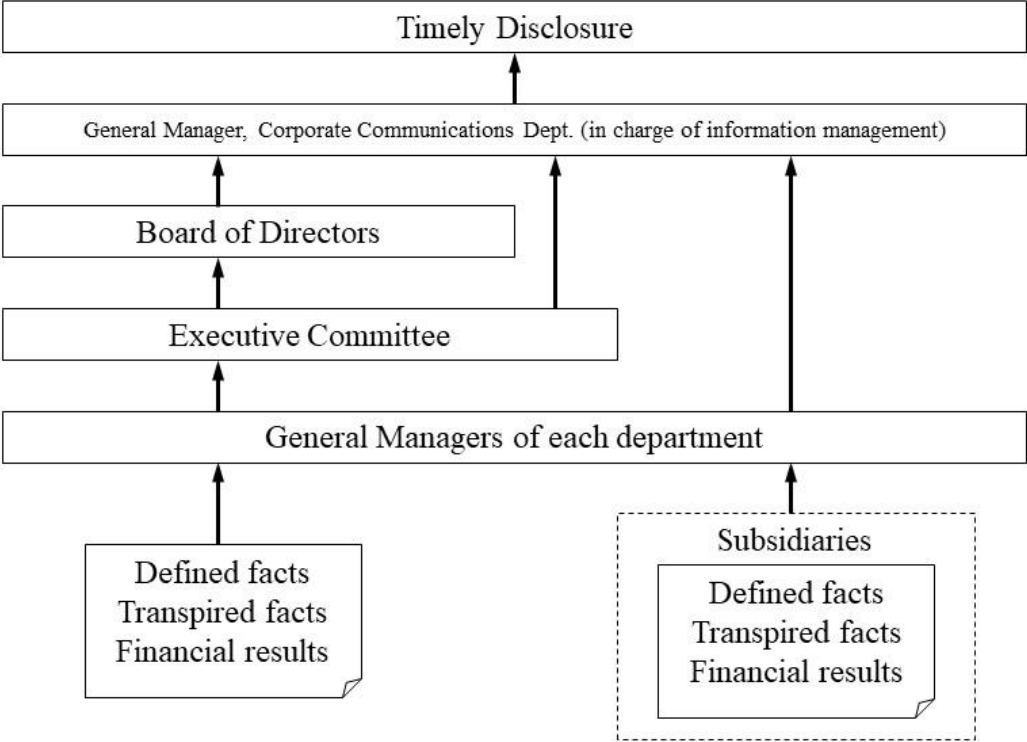 Timely Disclosure
General Manager, Corporate Communications Dept. (in charge of information management)
Board of Directors
Executive Committee
General Managers of each department
Defined facts
Transpired facts
Financial results
Subsidiaries
Defined facts
Transpired facts
Financial results